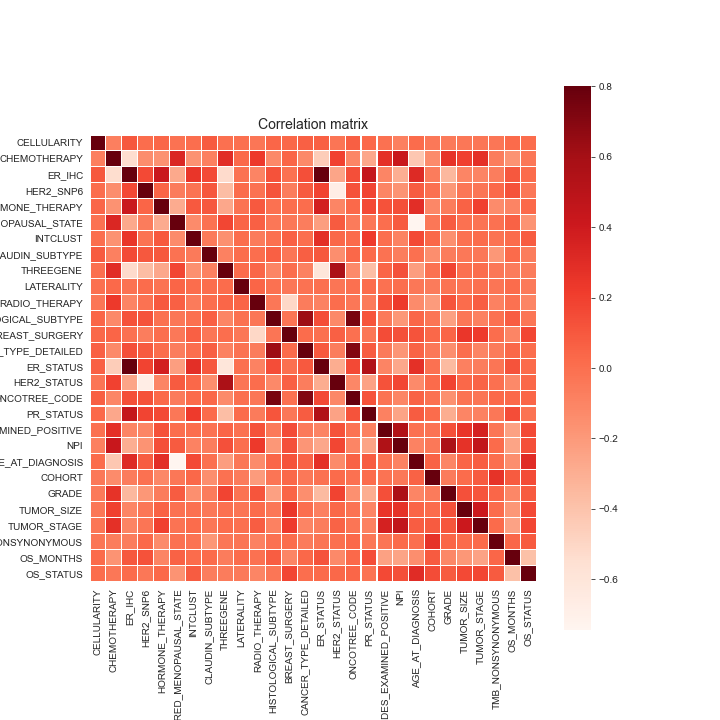 Correlation matrix
CELLULARITY
CHEMOTHERAPY
ER_IHC
HER2_SNP6
MONE_THERAPY
OPAUSAL_STATE
INTCLUST
LAUDIN_SUBTYPE
THREEGENE
LATERALITY
RADIO_THERAPY
GICAL_SUBTYPE
REAST_SURGERY
_TYPE_DETAILED
ER_STATUS
HER2_STATUS
NCOTREE_CODE
PR_STATUS
MINED_POSITIVE
NPI
E_AT_DIAGNOSIS
COHORT
GRADE
TUMOR_SIZE
TUMOR_STAGE
ONSYNONYMOUS
OS_MONTHS
OS_STATUS
CELLULARITY
CHEMOTHERAPY
ER_IHC
HER2_SNP6
HORMONE_THERAPY
RED_MENOPAUSAL_STATE
INTCLUST
CLAUDIN_SUBTYPE
THREEGENE
LATERALITY
RADIO_THERAPY
HISTOLOGICAL_SUBTYPE
BREAST_SURGERY
CANCER_TYPE_DETAILED
ER_STATUS
HER2_STATUS
ONCOTREE_CODE
PR_STATUS
DES_EXAMINED_POSITIVE
NPI
AGE_AT_DIAGNOSIS
COHORT
GRADE
TUMOR_SIZE
TUMOR_STAGE
TMB_NONSYNONYMOUS
OS_MONTHS
OS_STATUS
0.8
0.6
0.4
0.2
0.0
−0.2
−0.4
−0.6